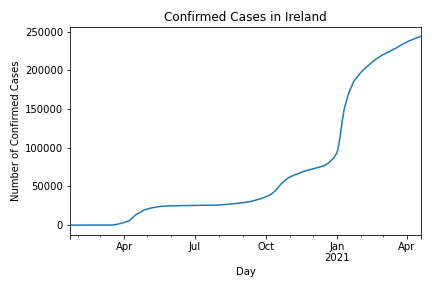 Confirmed Cases in Ireland
Number of Confirmed Cases
250000
200000
150000
100000
50000
0
Apr Jul Oct Jan Apr
2021
Day